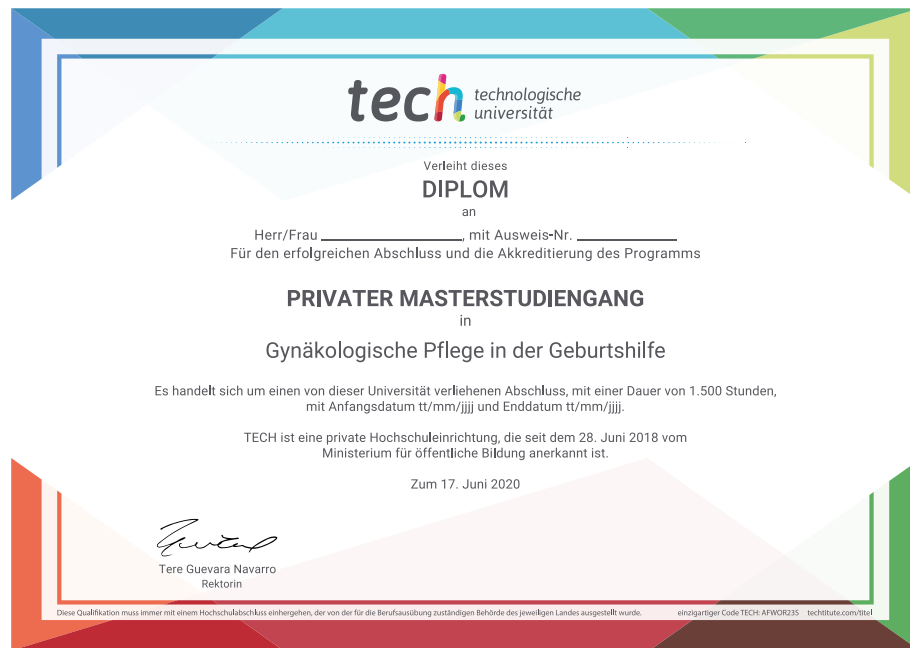 tech technologische
universität
Verleiht dieses
DIPLOM
an
Herr/Frau ____________, mit Ausweis-Nr. ____________
Für den erfolgreichen Abschluss und die Akkreditierung des Programms
PRIVATER MASTERSTUDIENGANG
in
Gynäkologische Pflege in der Geburtshilfe
Es handelt sich um einen von dieser Universität verliehenen Abschluss, mit einer Dauer von 1.500 Stunden,
mit Anfangsdatum tt/mm/jjjj und Enddatum tt/mm/jjjj.
TECH ist eine private Hochschuleinrichtung, die seit dem 28. Juni 2018 vom
Ministerium für öffentliche Bildung anerkannt ist.
Zum 17. Juni 2020
Tere Guevara Navarro
Rektorin
Diese Qualifikation muss immer mit einem Hochschulabschluss einhergehen, der von der für die Berufsausübung zuständigen Behörde des jeweiligen Landes ausgestellt wurde. einzigartiger Code TECH: AFWOR23S techtitute.com/titel